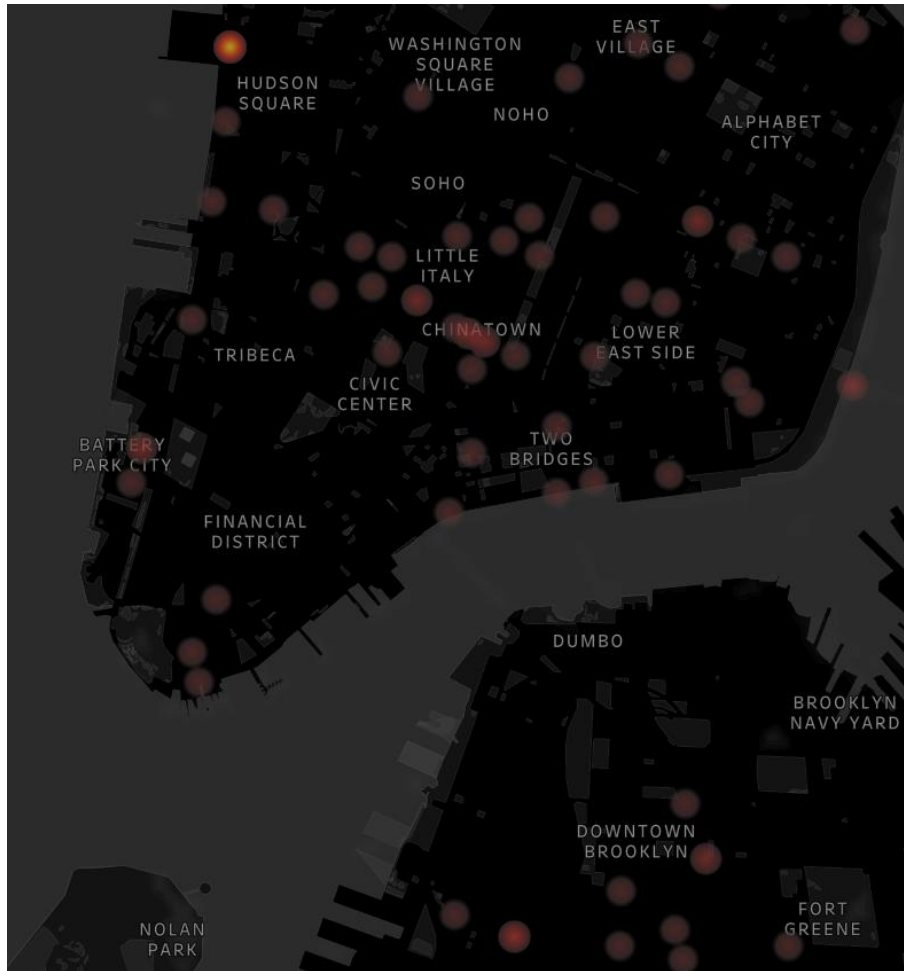 EAST
VILLAGE
WASHINGTON
SQUARE
VILLAGE
HUDSON
SQUARE
NOHO
ALPHABET
CITY
SOHO
LITTLE
ITALY
CHINATOWN
LOWER
EAST SIDE
TRIBECA
CIVIC
CENTER
TWO
BRIDGES
BATTERY
PARK CITY
FINANCIAL
DISTRICT
DUMBO
BROOKLYN
NAVY YARD
DOWNTOWN
BROOKLYN
FORT
GREENE
NOLAN
PARK